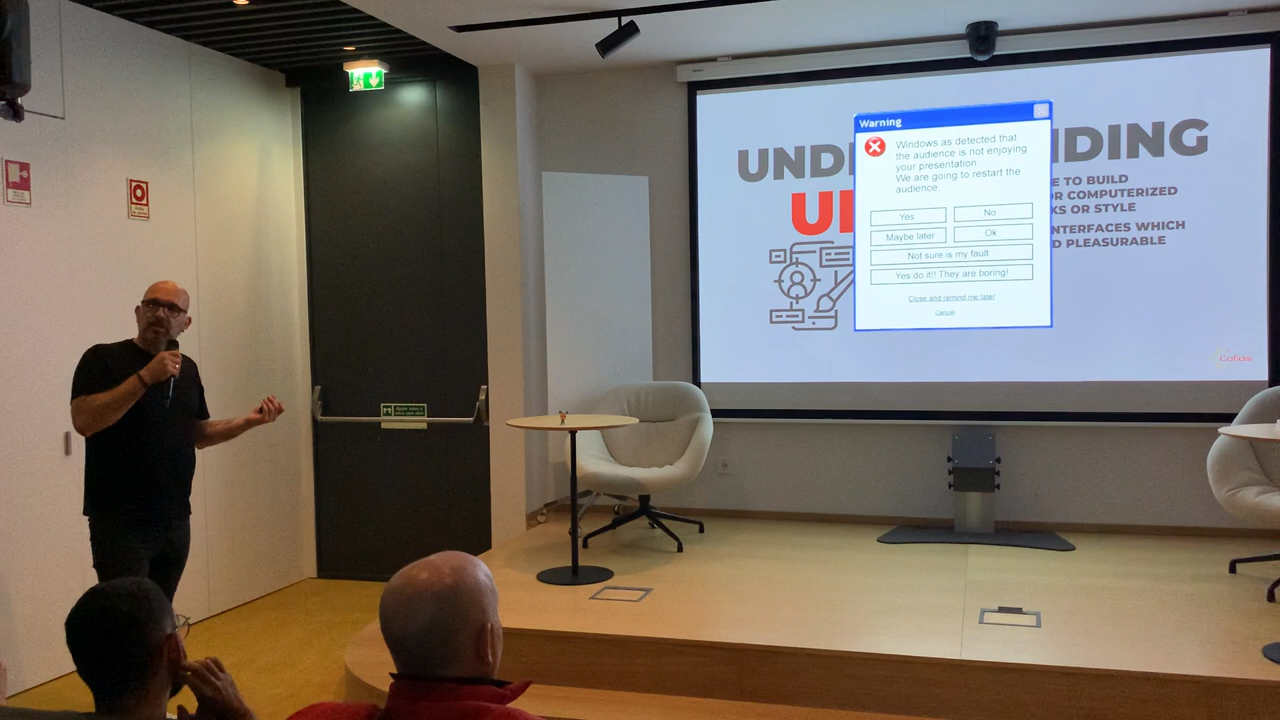 UND
IDING
UI
E TO BUILD
OR COMPUTERIZED
KS OR STYLE
NTERFACES WHICH
D PLEASURABLE
Warning
Windows as detected that
the audience is not enjoying
your presentation.
We are going to restart the
audience.
Yes No
Maybe later Ok
Not sure is my fault
Yes do it!! They are boring!
Close and remind me later
Cancel
Cofidis